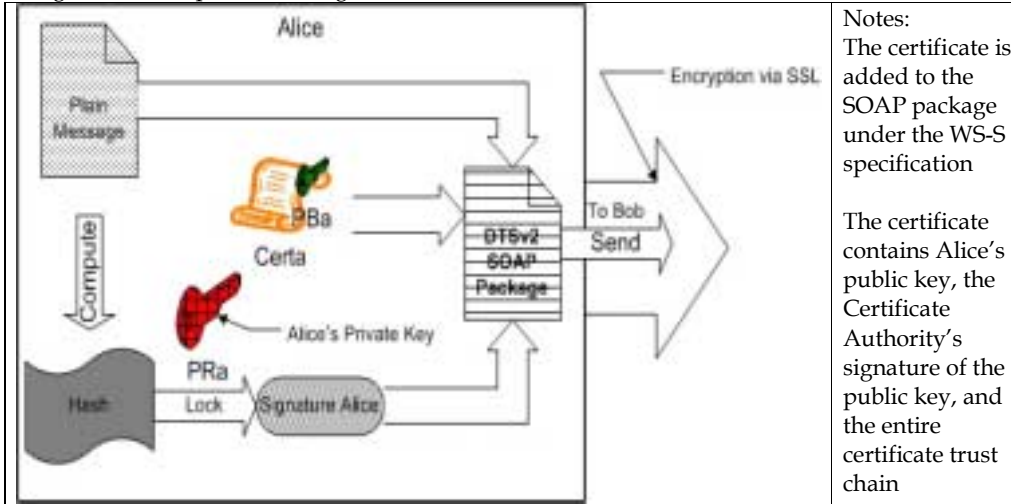 Alice
Plain
Message
Encryption via SSL
PBa
Certa
To Bob
Send
DTSv2
SOAP
Package
Compute
Alice's Private Key
PRa
Hash
Lock
Signature Alice
Notes:
The certificate is
added to the
SOAP package
under the WS-S
specification
The certificate
contains Alice's
public key, the
Certificate
Authority's
signature of the
public key, and
the entire
certificate trust
chain